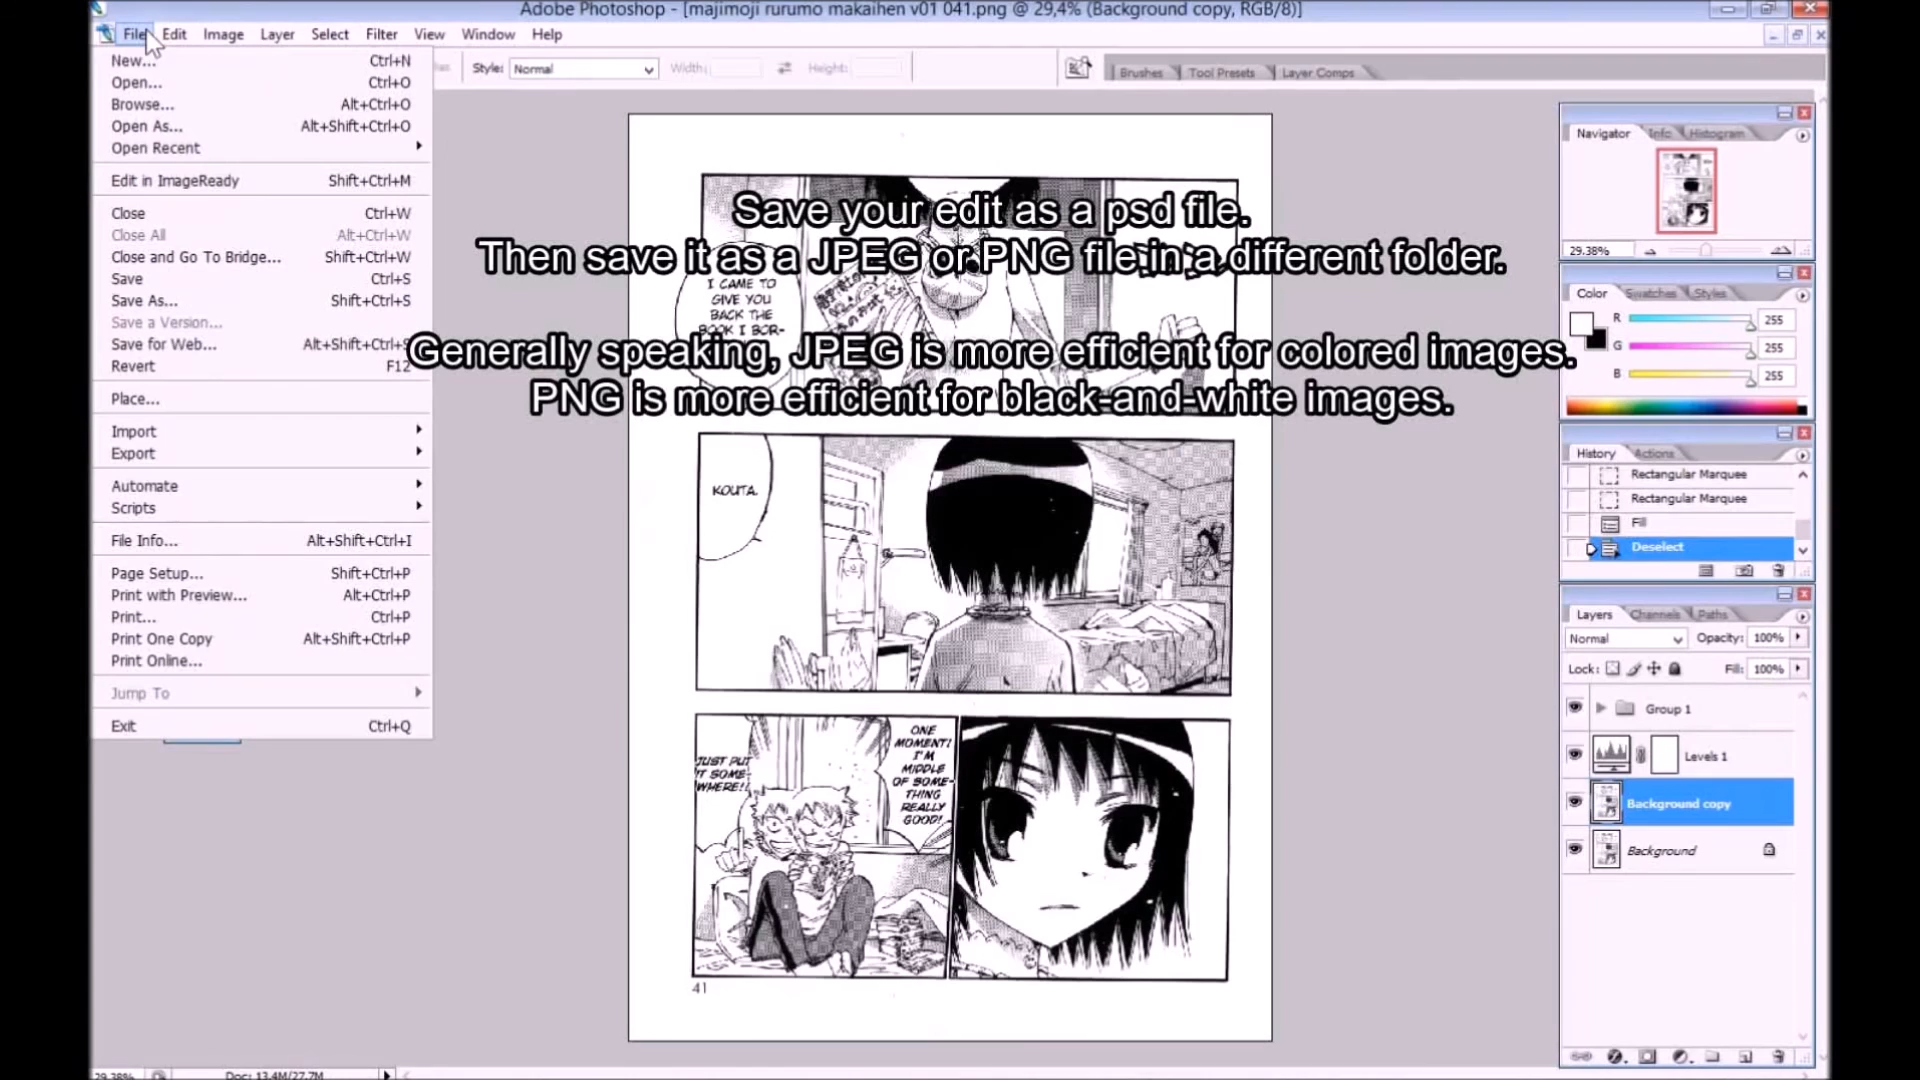 Adobe Photoshop - [majimoji rurumo makaihen v01 041.png @ 29,4% (Background copy, RGB/8)]
File Edit Image Layer Select Filter View Window Help
Style: Normal Width: Height:
Brushes Tool Presets Layer Comps
New... Ctrl+N
Open... Ctrl+O
Browse... Alt+Ctrl+O
Open As... Alt+Shift+Ctrl+O
Open Recent
Edit in ImageReady Shift+Ctrl+M
Close Ctrl+W
Close All Alt+Ctrl+W
Close and Go To Bridge... Shift+Ctrl+W
Save Ctrl+S
Save As... Shift+Ctrl+S
Save a Version...
Save for Web... Alt+Shift+Ctrl+S
Revert F12
Place...
Import
Export
Automate
Scripts
File Info... Alt+Shift+Ctrl+I
Page Setup... Shift+Ctrl+P
Print with Preview... Alt+Ctrl+P
Print... Ctrl+P
Print One Copy Alt+Shift+Ctrl+P
Print Online...
Jump To
Exit Ctrl+Q
Save your edit as a psd file.
Then save it as a JPEG or PNG file in a different folder.
Generally speaking, JPEG is more efficient for colored images.
PNG is more efficient for black-and-white images.
I CAME TO
GIVE YOU
BACK THE
BOOK I BOR-
KOUTA.
ONE
MOMENT!
I'M
MIDDLE
OF SOME-
THING
REALLY
GOOD!
JUST PUT
IT SOME-
WHERE!!
41
Navigator Info Histogram
29.38%
Color Swatches Styles
R 255
G 255
B 255
History Actions
Rectangular Marquee
Rectangular Marquee
Fill
Deselect
Layers Channels Paths
Normal Opacity: 100%
Lock: Fill: 100%
Group 1
Levels 1
Background copy
Background
29.38% Doc: 13,4M/27,7M